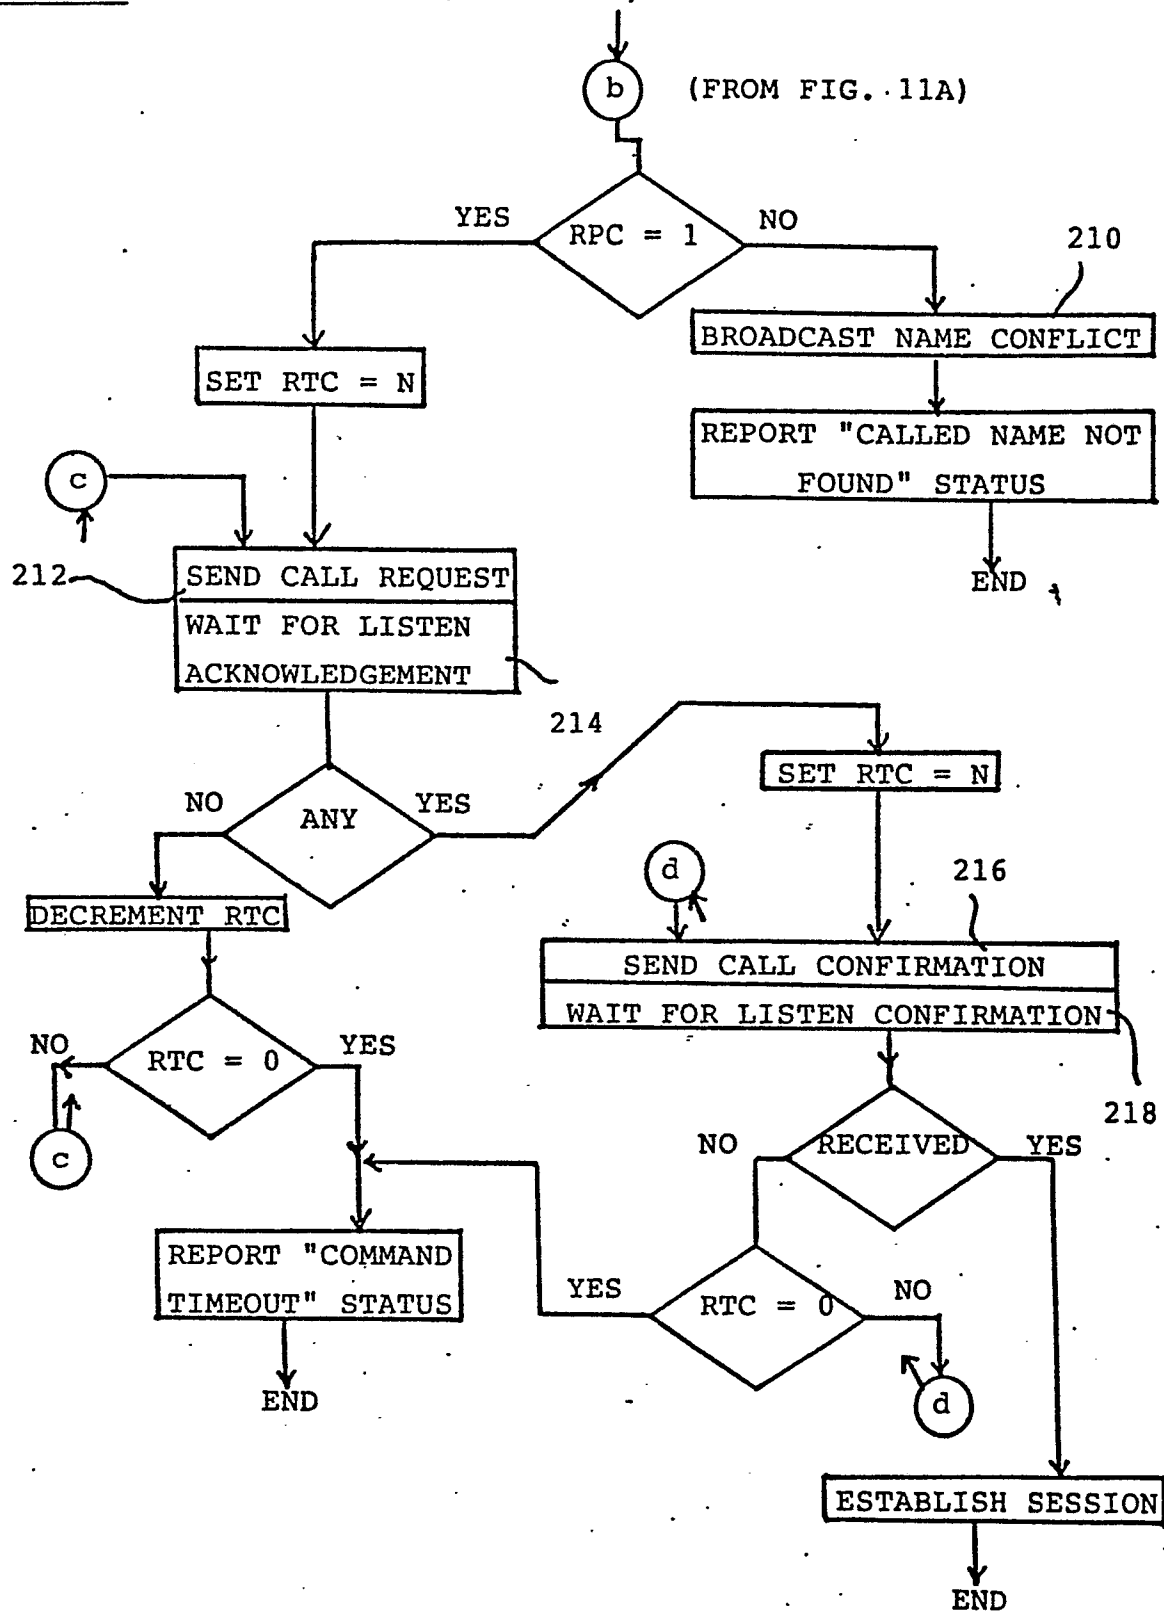 b
(FROM FIG. 11A)
YES
RPC = 1
NO
210
BROADCAST NAME CONFLICT
SET RTC = N
REPORT "CALLED NAME NOT
FOUND" STATUS
c
END
212
SEND CALL REQUEST
WAIT FOR LISTEN
ACKNOWLEDGEMENT
214
SET RTC = N
NO
ANY
YES
d
216
DECREMENT RTC
SEND CALL CONFIRMATION
WAIT FOR LISTEN CONFIRMATION
NO
RTC = 0
YES
218
c
NO
RECEIVED
YES
REPORT "COMMAND
TIMEOUT" STATUS
YES
RTC = 0
NO
END
d
ESTABLISH SESSION
END